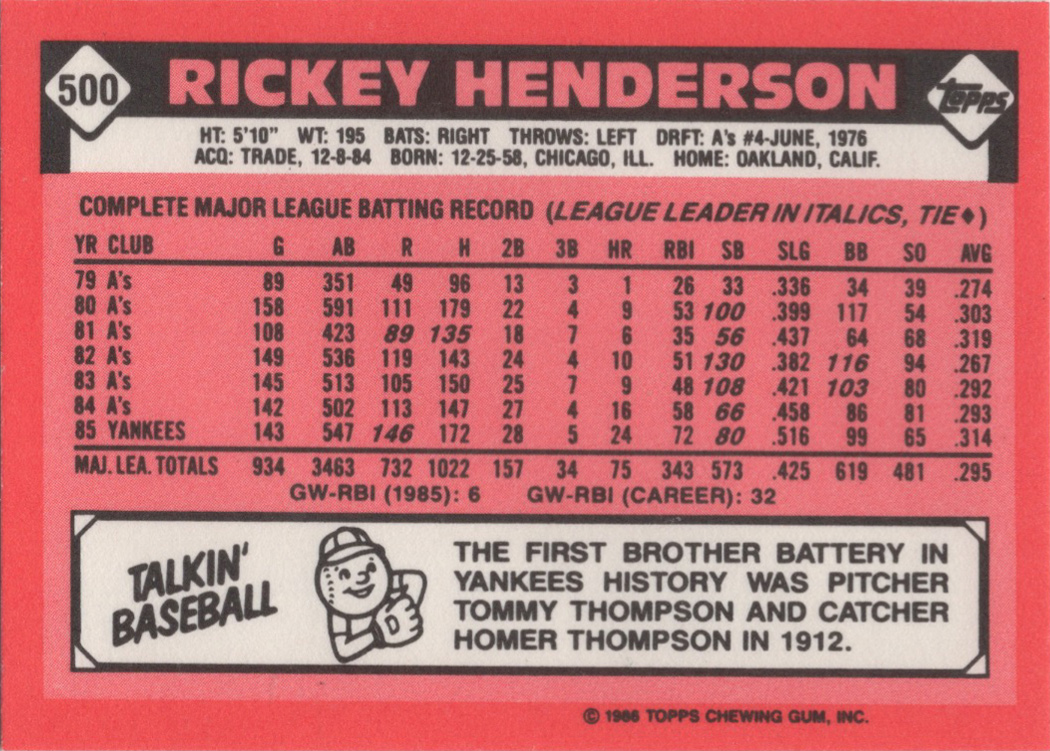 500
RICKEY HENDERSON
topps
HT: 5'10" WT: 195 BATS: RIGHT THROWS: LEFT DRFT: A's #4-JUNE, 1976
ACQ: TRADE, 12-8-84 BORN: 12-25-58, CHICAGO, ILL. HOME: OAKLAND, CALIF.
COMPLETE MAJOR LEAGUE BATTING RECORD (LEAGUE LEADER IN ITALICS, TIE♦)
YR CLUB G AB R H 2B 3B HR RBI SB SLG BB SO AVG
79 A's 89 351 49 96 13 3 1 26 33 .336 34 39 .274
80 A's 158 591 111 179 22 4 9 53 100 .399 117 54 .303
81 A's 108 423 89 135 18 7 6 35 56 .437 64 68 .319
82 A's 149 536 119 143 24 4 10 51 130 .382 116 94 .267
83 A's 145 513 105 150 25 7 9 48 108 .421 103 80 .292
84 A's 142 502 113 147 27 4 16 58 66 .458 86 81 .293
85 YANKEES 143 547 146 172 28 5 24 72 80 .516 99 65 .314
MAJ. LEA. TOTALS 934 3463 732 1022 157 34 75 343 573 .425 619 481 .295
GW-RBI (1985): 6 GW-RBI (CAREER): 32
TALKIN'
BASEBALL
THE FIRST BROTHER BATTERY IN
YANKEES HISTORY WAS PITCHER
TOMMY THOMPSON AND CATCHER
HOMER THOMPSON IN 1912.
© 1986 TOPPS CHEWING GUM, INC.